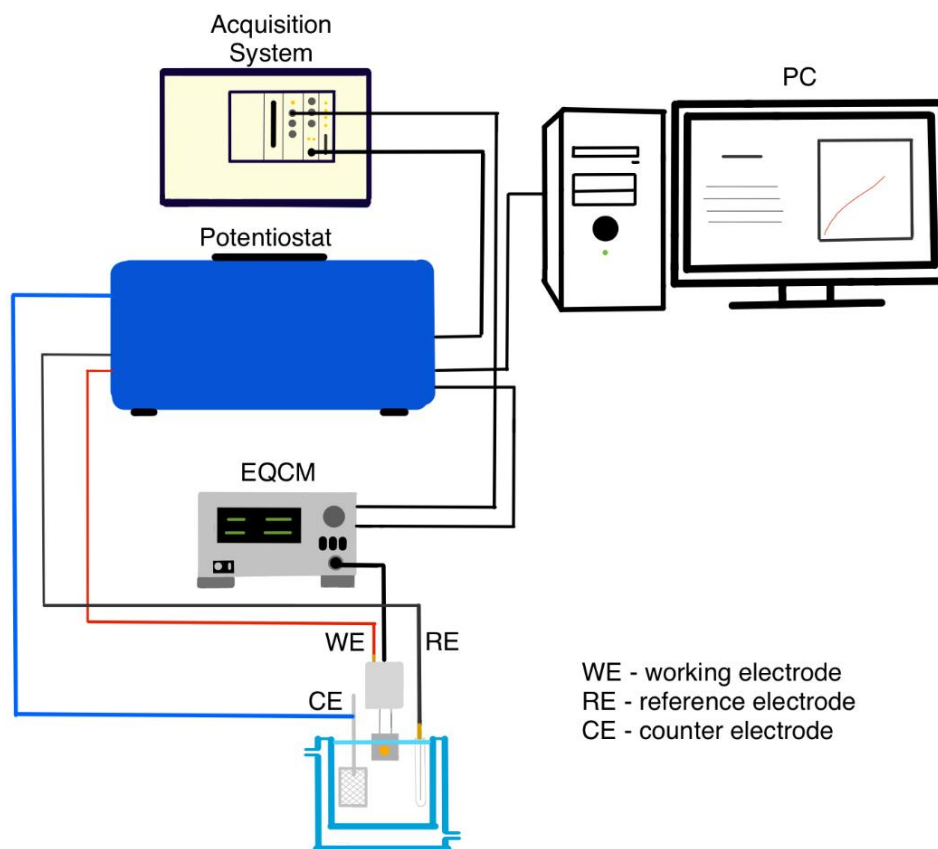 Acquisition
System
PC
Potentiostat
EQCM
WE
RE
CE
WE - working electrode
RE - reference electrode
CE - counter electrode